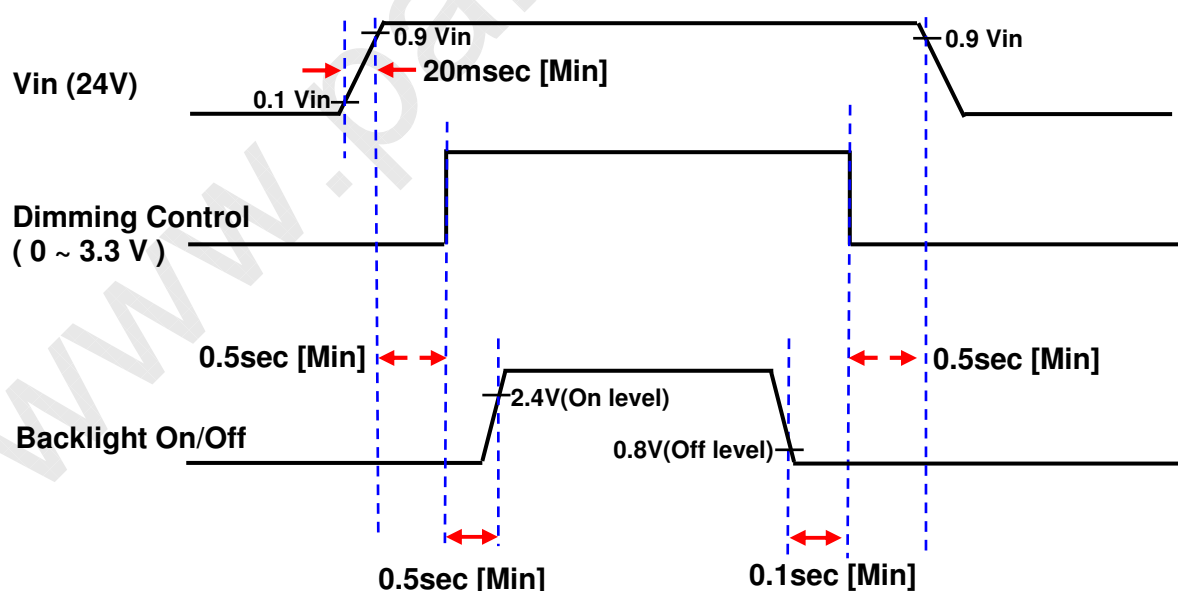 0.9 Vin
0.9 Vin
20msec [Min]
Vin (24V)
0.1 Vin
Dimming Control
( 0 ~ 3.3 V )
0.5sec [Min]
0.5sec [Min]
2.4V(On level)
Backlight On/Off
0.8V(Off level)
0.5sec [Min]
0.1sec [Min]
www.pa